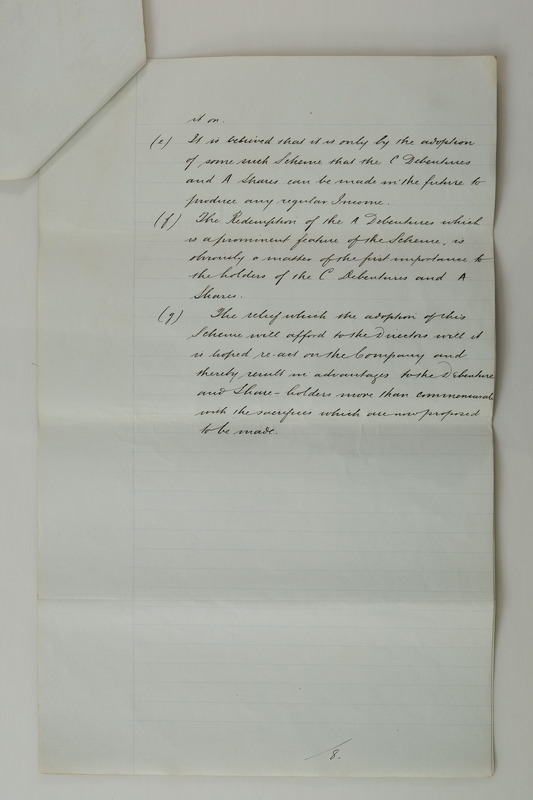 it on.
(e) It is believed that it is only by the adoption
of some such Scheme that the C Debentures
and A Shares can be made in the future to
produce any regular Income.
(f) The Redemption of the A Debentures which
is a prominent feature of the Scheme, is
obviously a matter of the first importance to
the holders of the C Debentures and A
Shares.
(g) The relief which the adoption of this
Scheme will afford to the Directors will it
is hoped re-act on the Company and
thereby result in advantages to the Debenture
and Share-holders more than commensurate
with the sacrifices which are now proposed
to be made.
8.